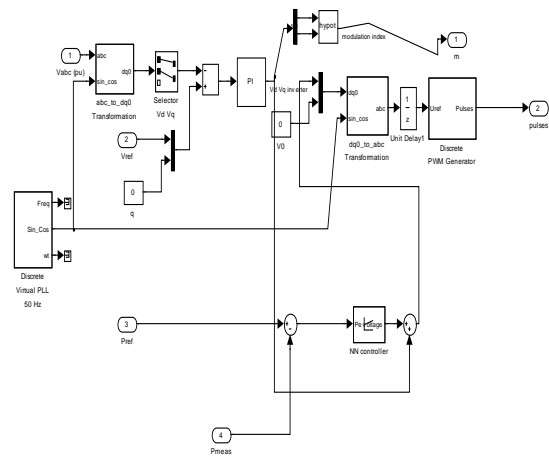 hypot
modulation index
1
m
1
Vabc (pu)
abc
sin_cos
dq0
abc_to_dq0
Transformation
Selector
Vd Vq
-
+
PI
Vd Vq inverter
0
V0
dq0
sin_cos
abc
dq0_to_abc
Transformation
1
z
Unit Delay1
Uref
Pulses
Discrete
PWM Generator
2
pulses
2
Vref
0
q
Freq
Sin_Cos
wt
Discrete
Virtual PLL
50 Hz
3
Pref
+
-
NN controller
+
+
4
Pmeas